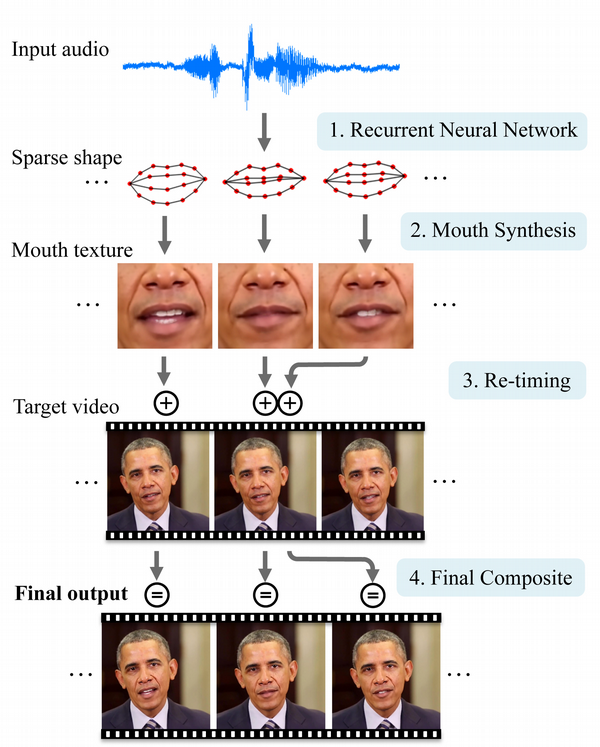 Input audio
1. Recurrent Neural Network
Sparse shape
2. Mouth Synthesis
Mouth texture
3. Re-timing
Target video
4. Final Composite
Final output